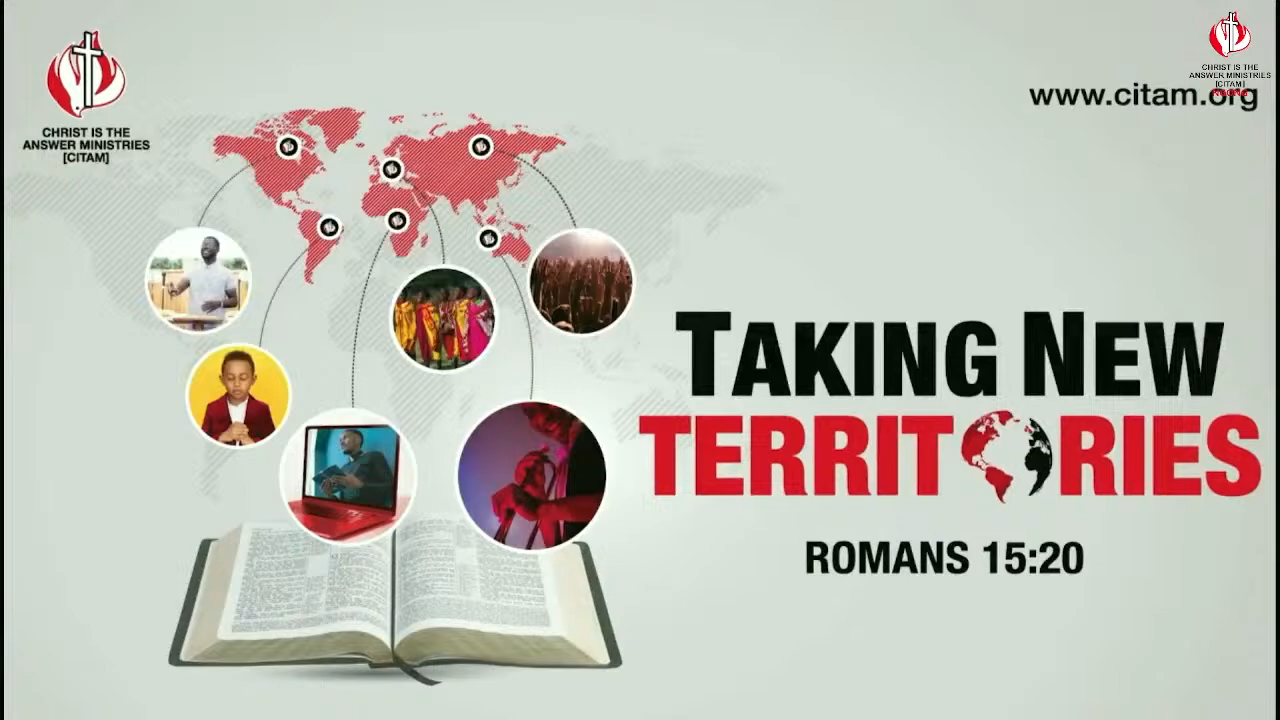 CHRIST IS THE
ANSWER MINISTRIES
[CITAM]
CHRIST IS THE
ANSWER MINISTRIES
[CITAM]
www.citam.org
TAKING NEW
TERRITORIES
ROMANS 15:20